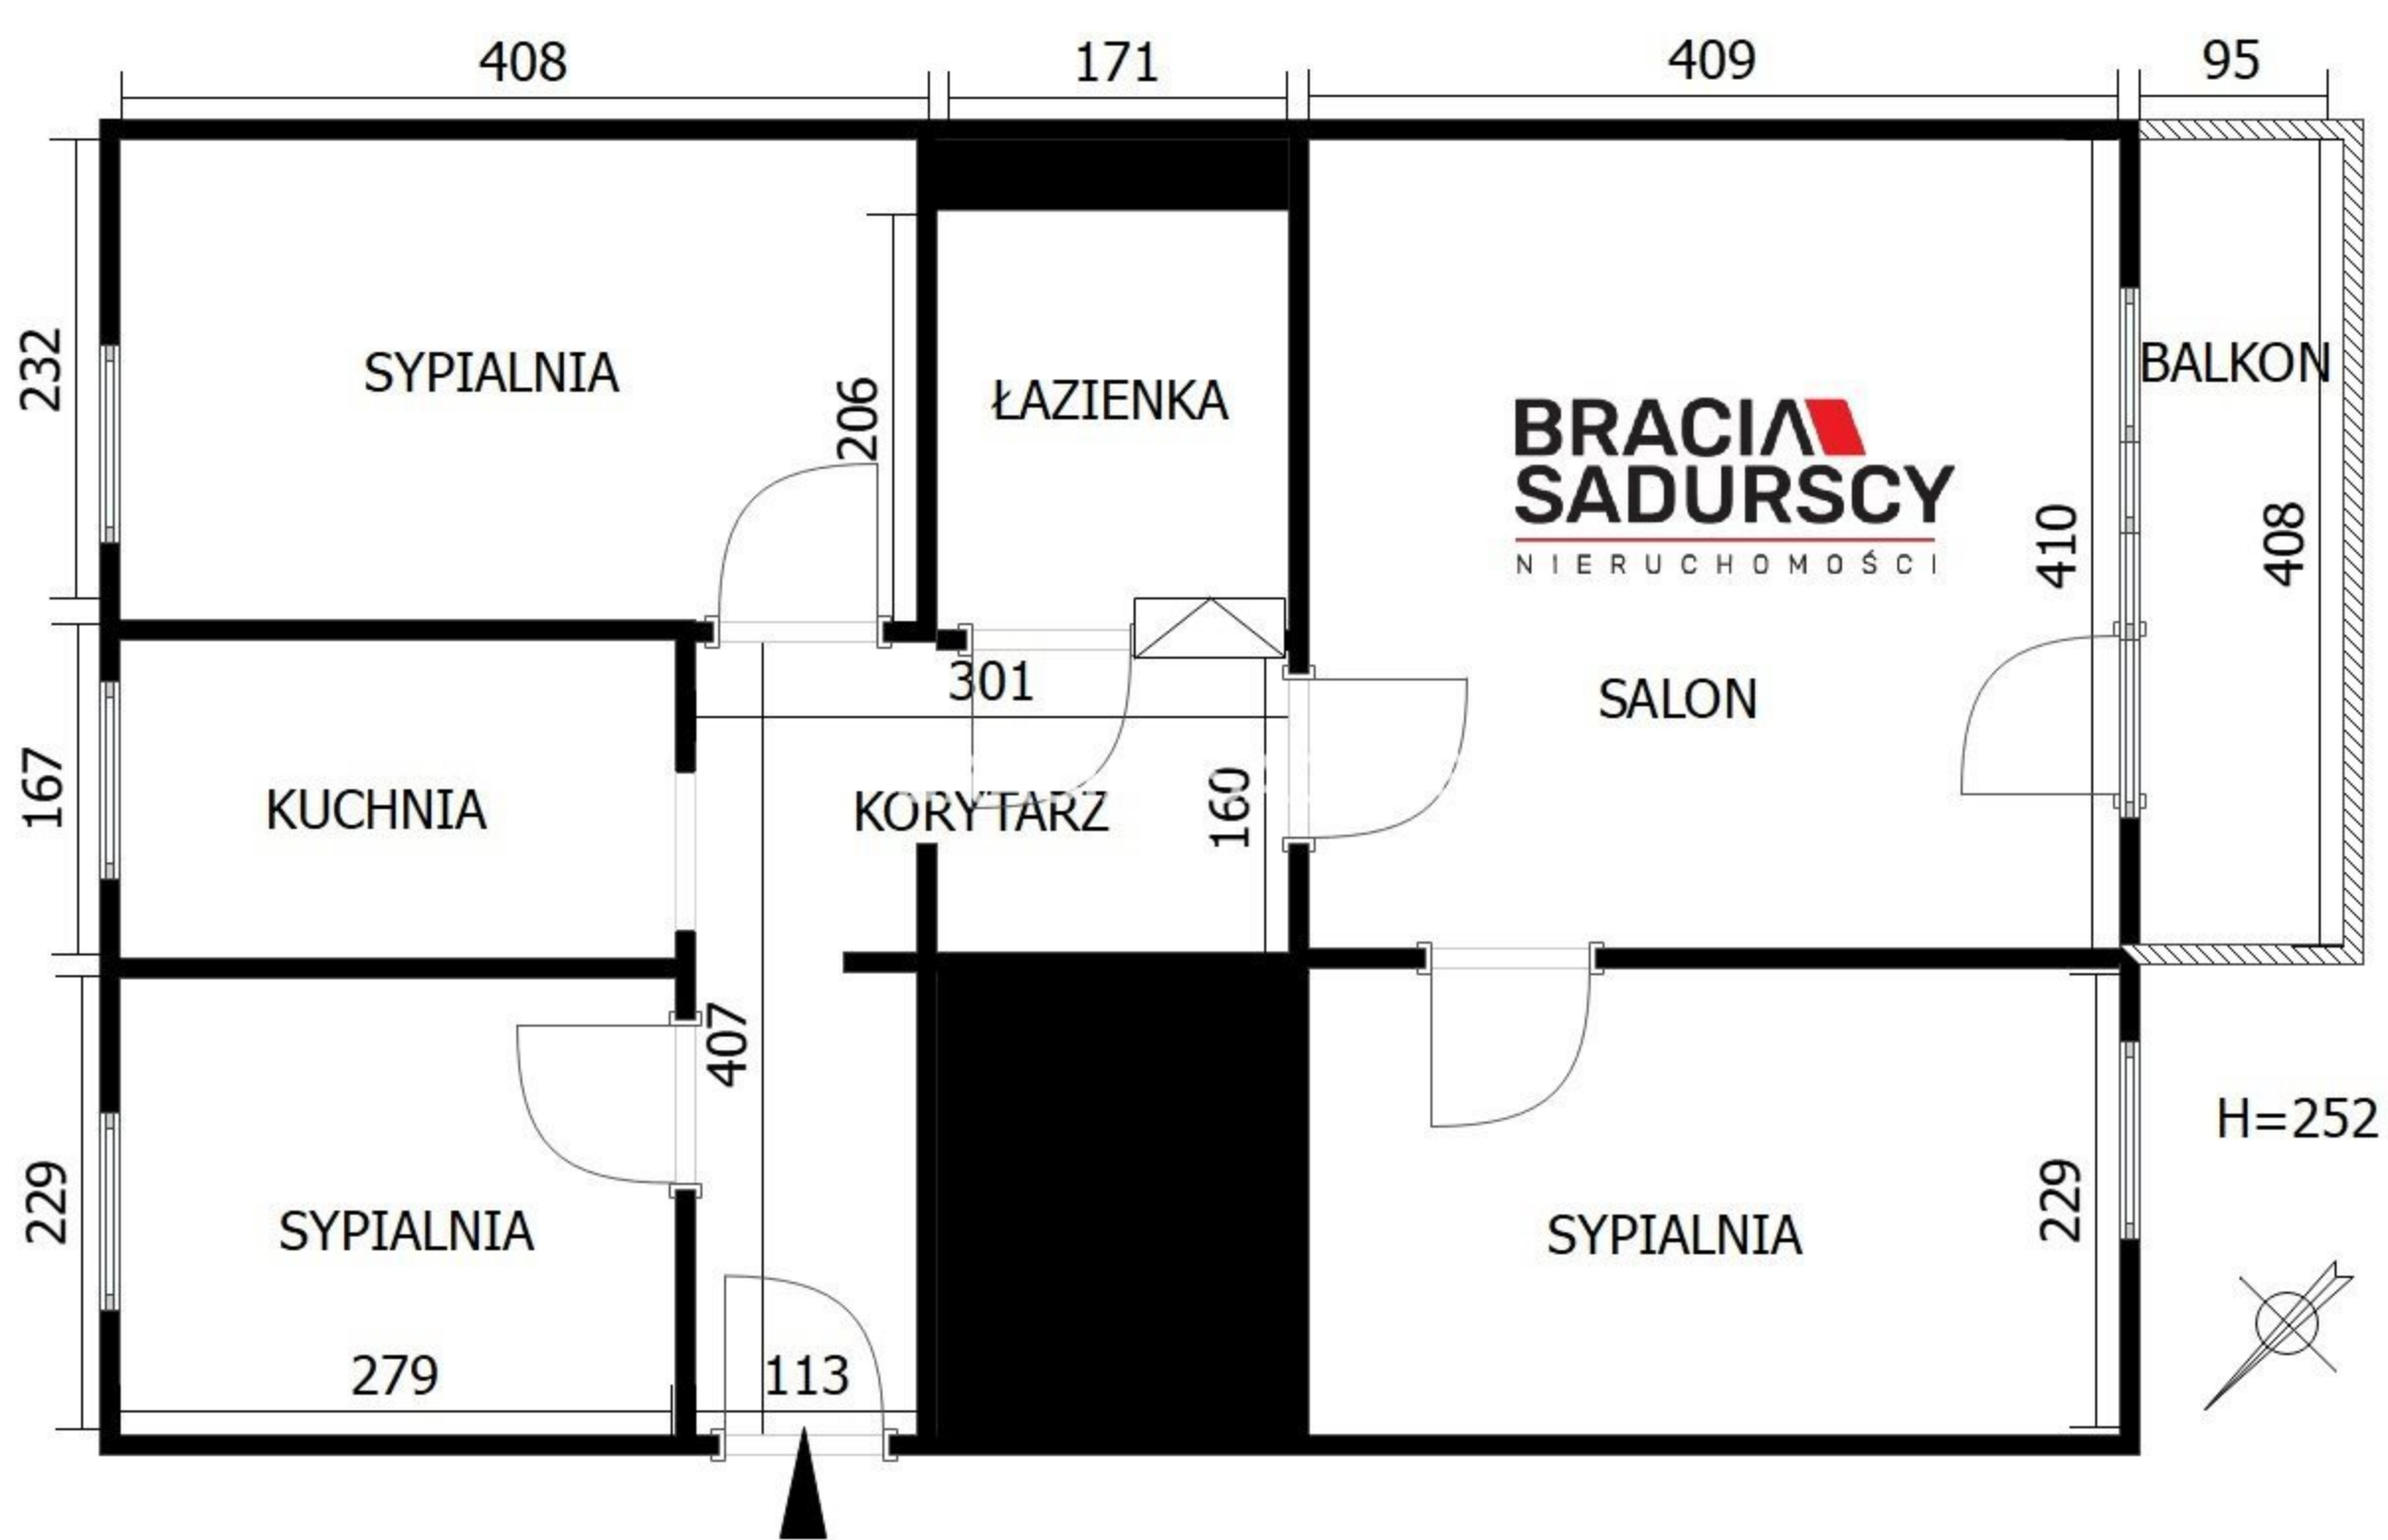 408
171
409
95
232
SYPIALNIA
206
ŁAZIENKA
BRACIA
SADURSCY
NIERUCHOMOŚCI
BALKON
410
408
301
SALON
167
KUCHNIA
KORYTARZ
160
407
H=252
229
SYPIALNIA
SYPIALNIA
229
279
113